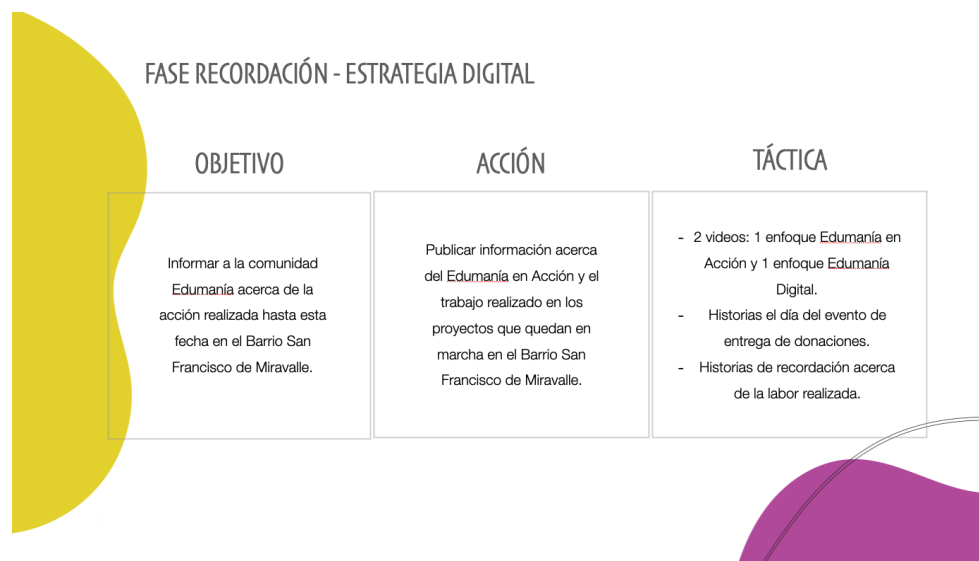 FASE RECORDACIÓN - ESTRATEGIA DIGITAL
OBJETIVO
Informar a la comunidad
Edumanía acerca de la
acción realizada hasta esta
fecha en el Barrio San
Francisco de Miravalle.
ACCIÓN
Publicar información acerca
del Edumanía en Acción y el
trabajo realizado en los
proyectos que quedan en
marcha en el Barrio San
Francisco de Miravalle.
TÁCTICA
- 2 videos: 1 enfoque Edumanía en
Acción y 1 enfoque Edumanía
Digital.
- Historias el día del evento de
entrega de donaciones.
- Historias de recordación acerca
de la labor realizada.